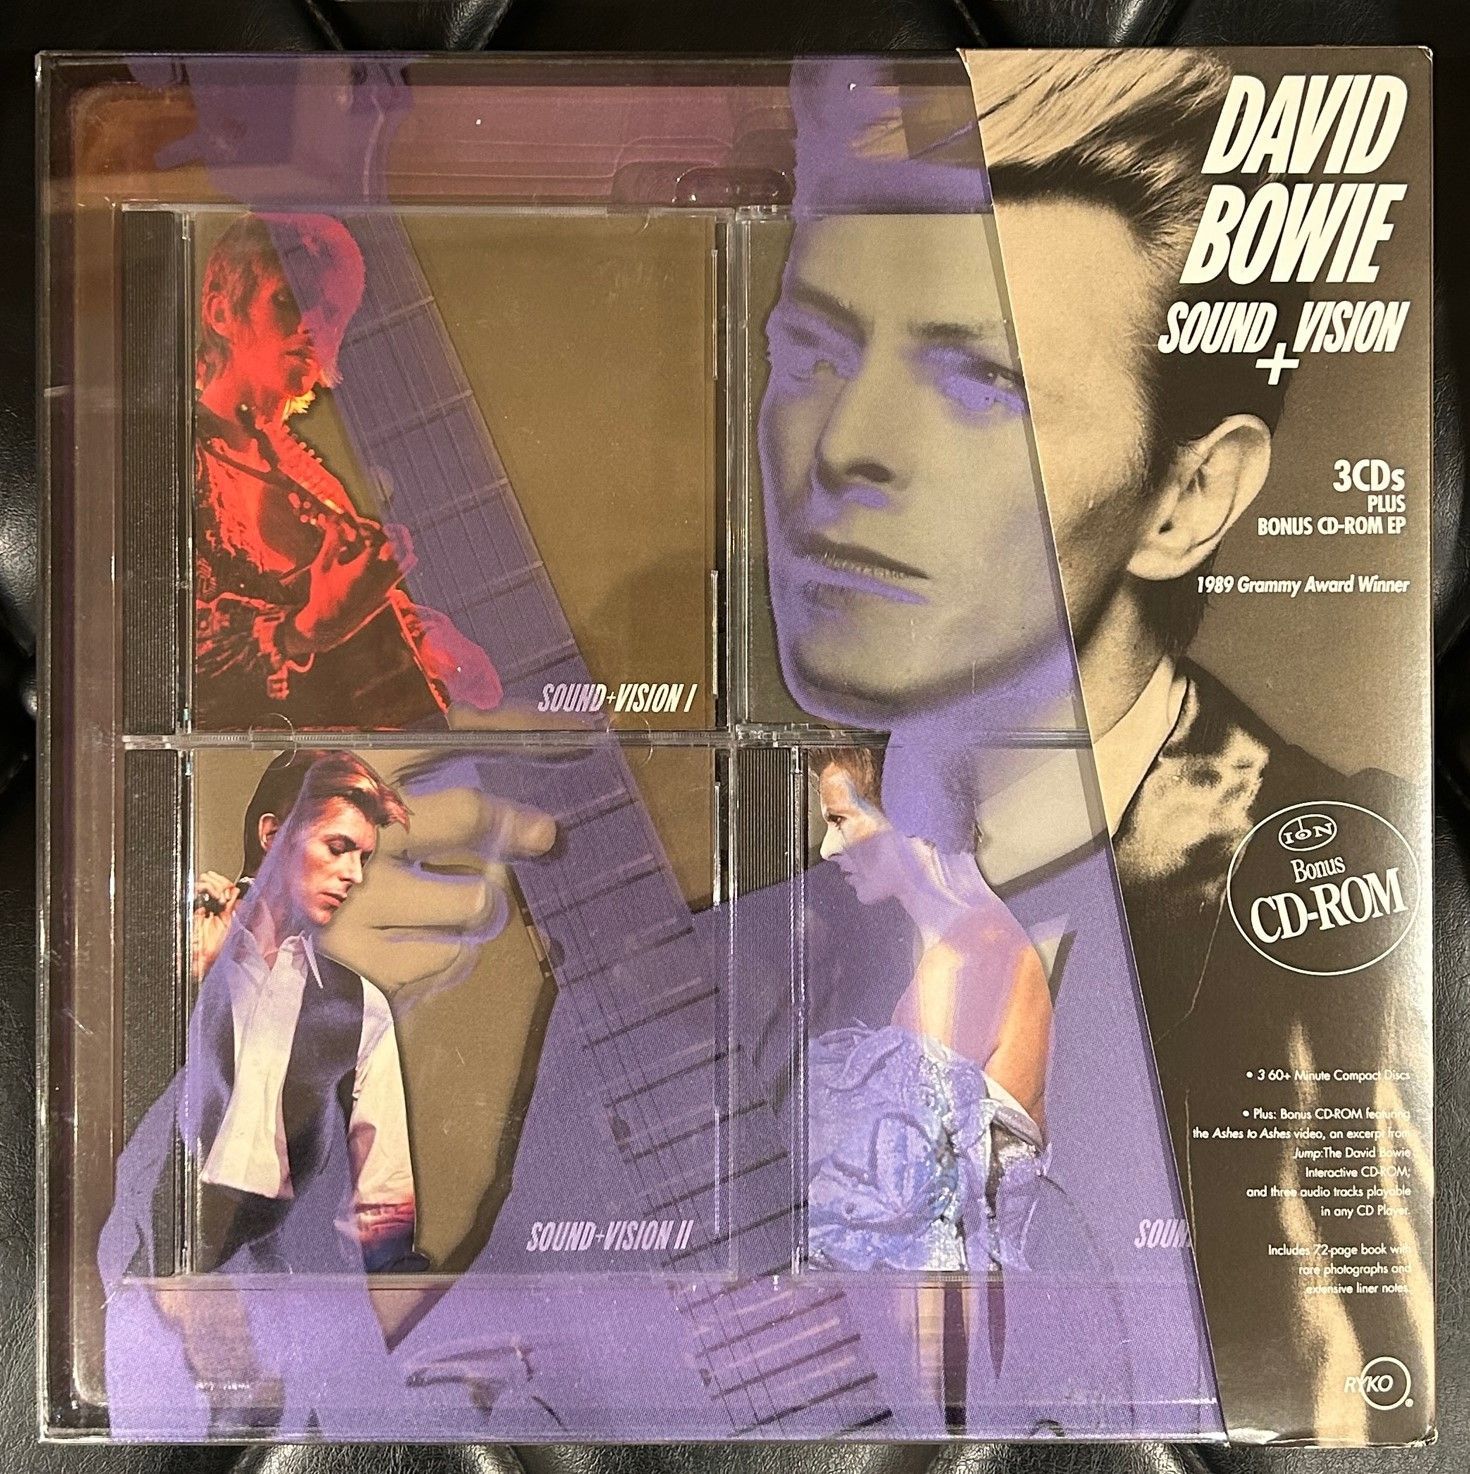 DAVID
BOWIE
SOUND+VISION
3CDs
PLUS
BONUS CD-ROM EP
1989 Grammy Award Winner
SOUND+VISION I
ION
Bonus
CD-ROM
• 3 60+ Minute Compact Discs
• Plus: Bonus CD-ROM featuring
the Ashes to Ashes video, an excerpt from
Jump:The David Bowie
Interactive CD-ROM;
and three audio tracks playable
in any CD Player.
SOUND+VISION II
SOUN
Includes 72-page book with
rare photographs and
extensive liner notes.
RYKO